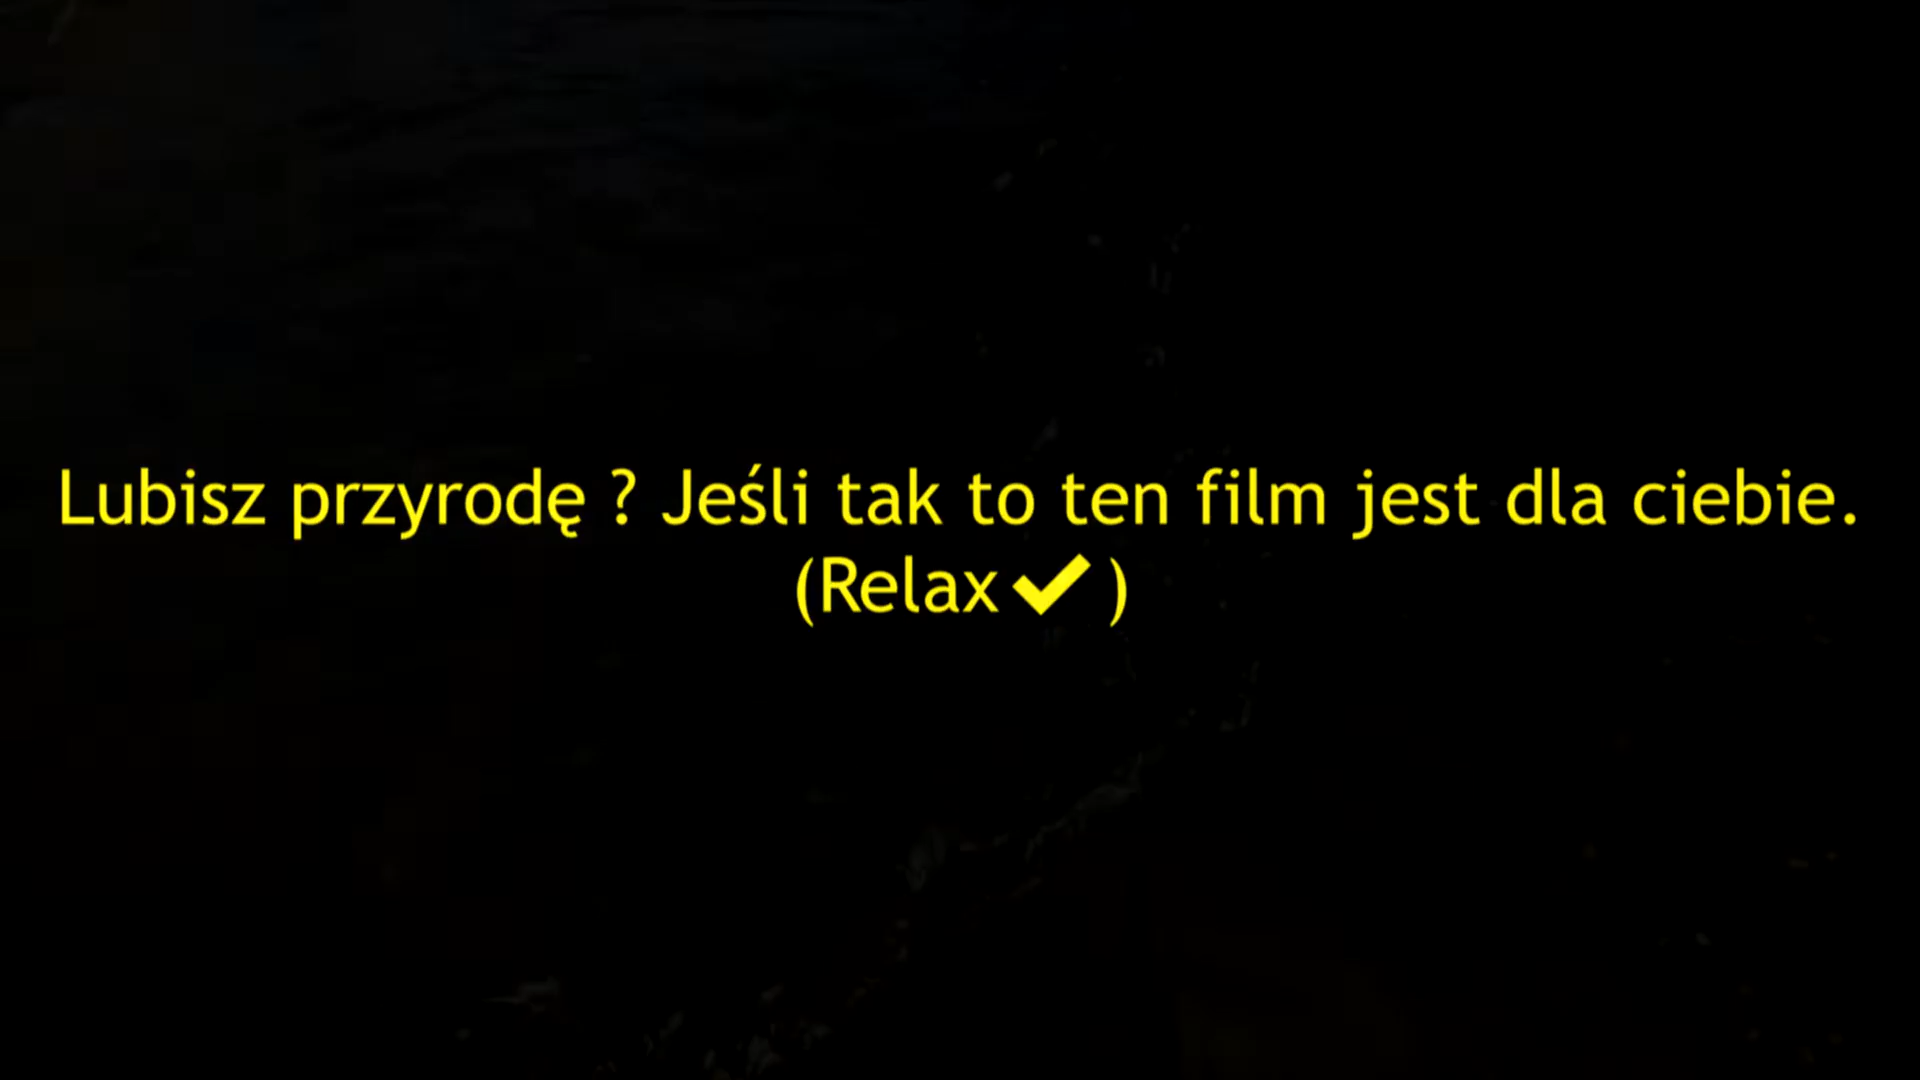 Lubisz przyrodę ? Jeśli tak to ten film jest dla ciebie.
(Relax✔ )